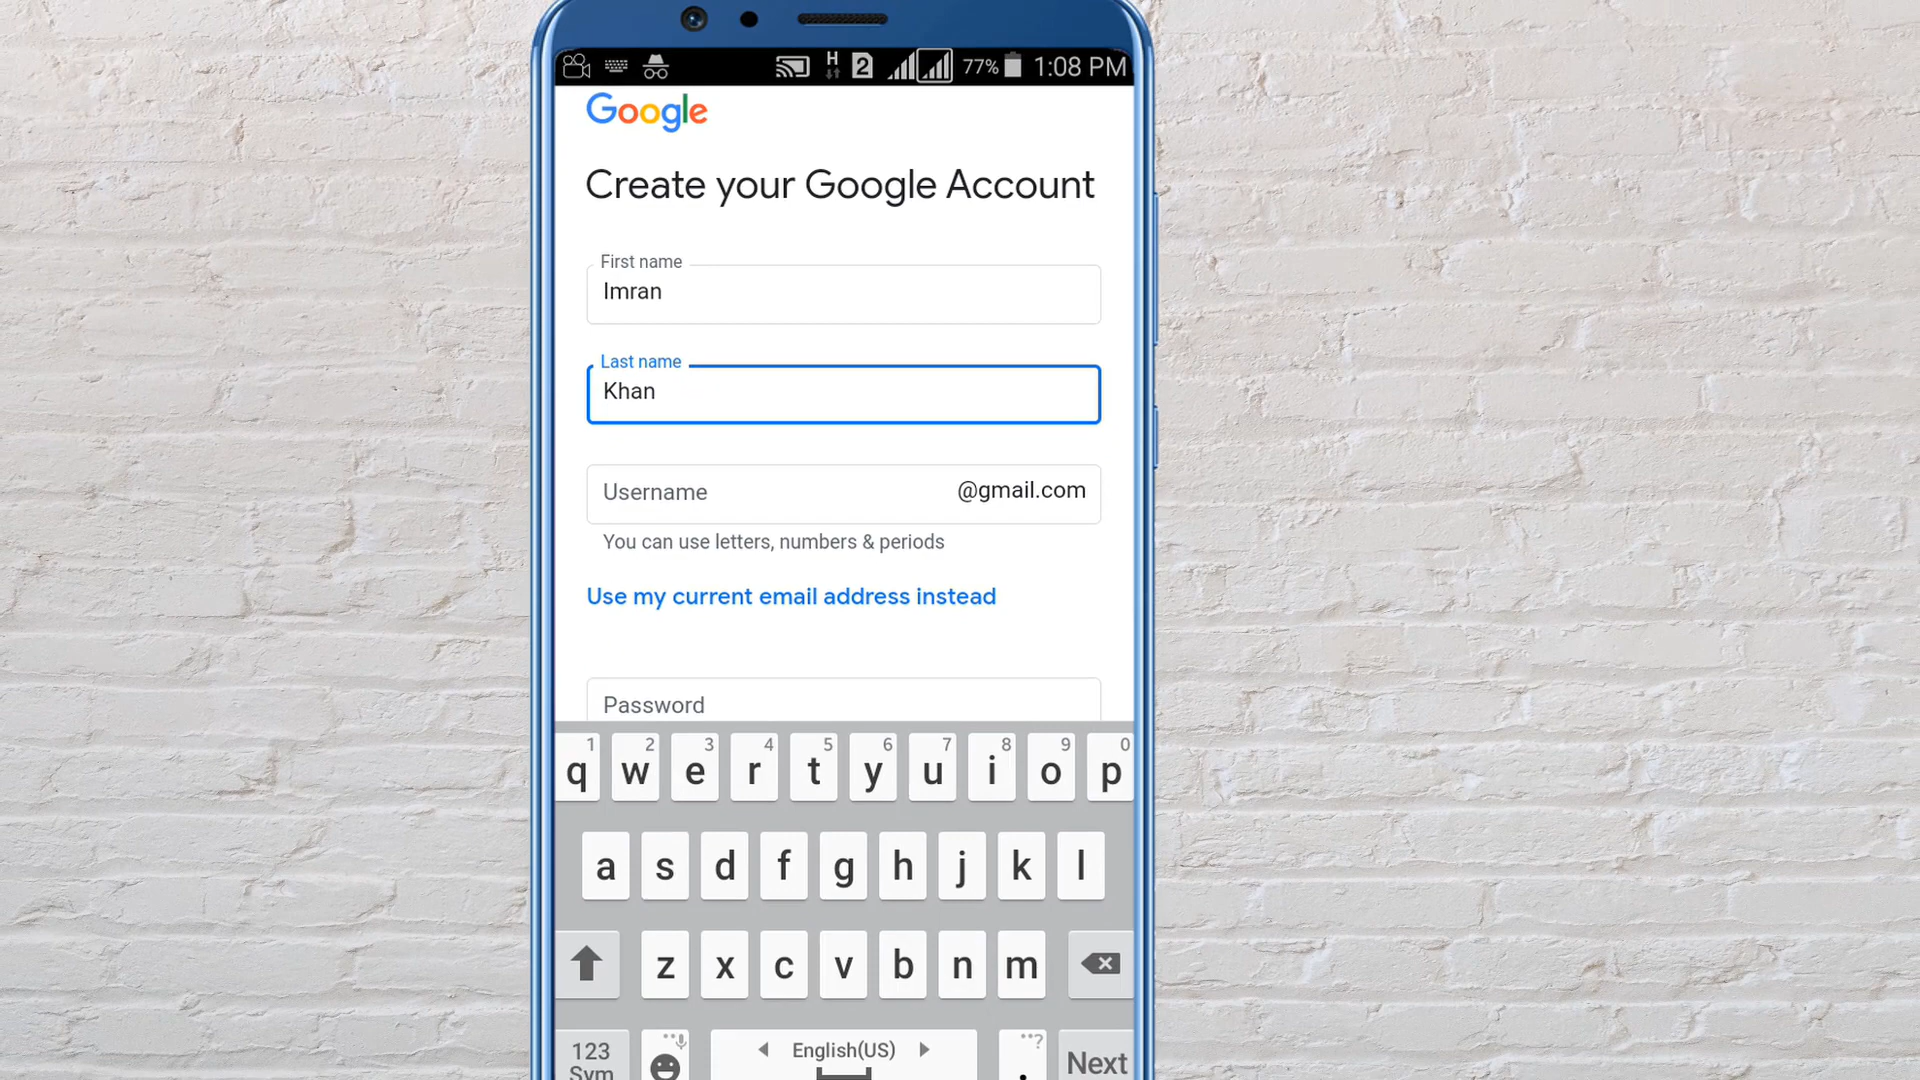 H 2 77% 1:08 PM
Google
Create your Google Account
First name
Imran
Last name
Khan
Username @gmail.com
You can use letters, numbers & periods
Use my current email address instead
Password
1 2 3 4 5 6 7 8 9 0
q w e r t y u i o p
a s d f g h j k l
z x c v b n m
123 English(US) ? Next
Sym .